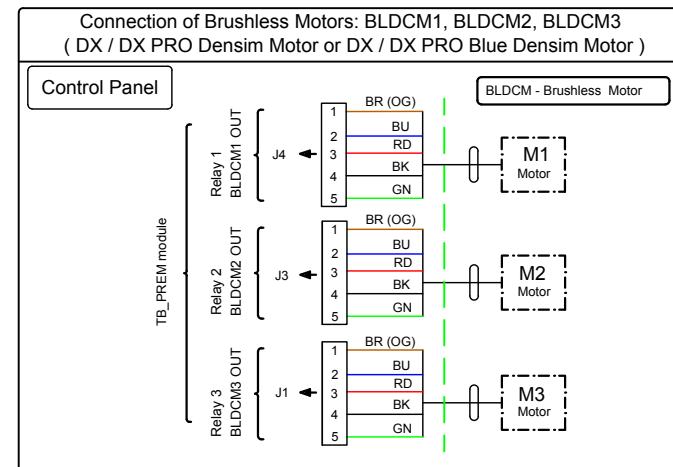 Connection of Brushless Motors: BLDCM1, BLDCM2, BLDCM3
( DX / DX PRO Densim Motor or DX / DX PRO Blue Densim Motor )
Control Panel
BLDCM - Brushless Motor
TB_PREM module
Relay 1
BLDCM1 OUT
J4
1
2
3
4
5
BR (OG)
BU
RD
BK
GN
M1
Motor
Relay 2
BLDCM2 OUT
J3
1
2
3
4
5
BR (OG)
BU
RD
BK
GN
M2
Motor
Relay 3
BLDCM3 OUT
J1
1
2
3
4
5
BR (OG)
BU
RD
BK
GN
M3
Motor